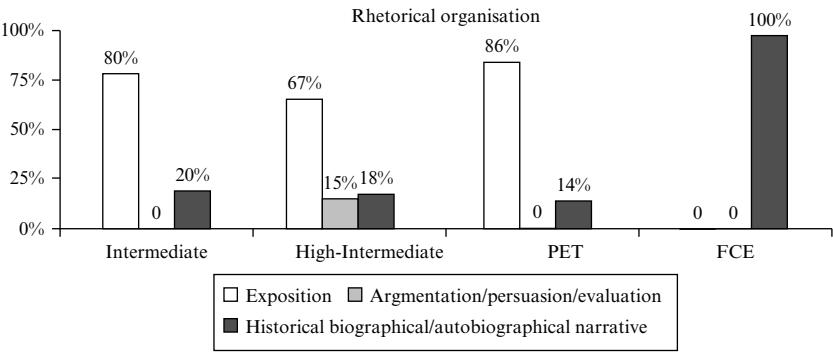 Rhetorical organisation
100%
75%
50%
25%
0%
80%
0
20%
67%
15%
18%
86%
0
14%
0
0
100%
Intermediate
High-Intermediate
PET
FCE
Exposition
Argmentation/persuasion/evaluation
Historical biographical/autobiographical narrative